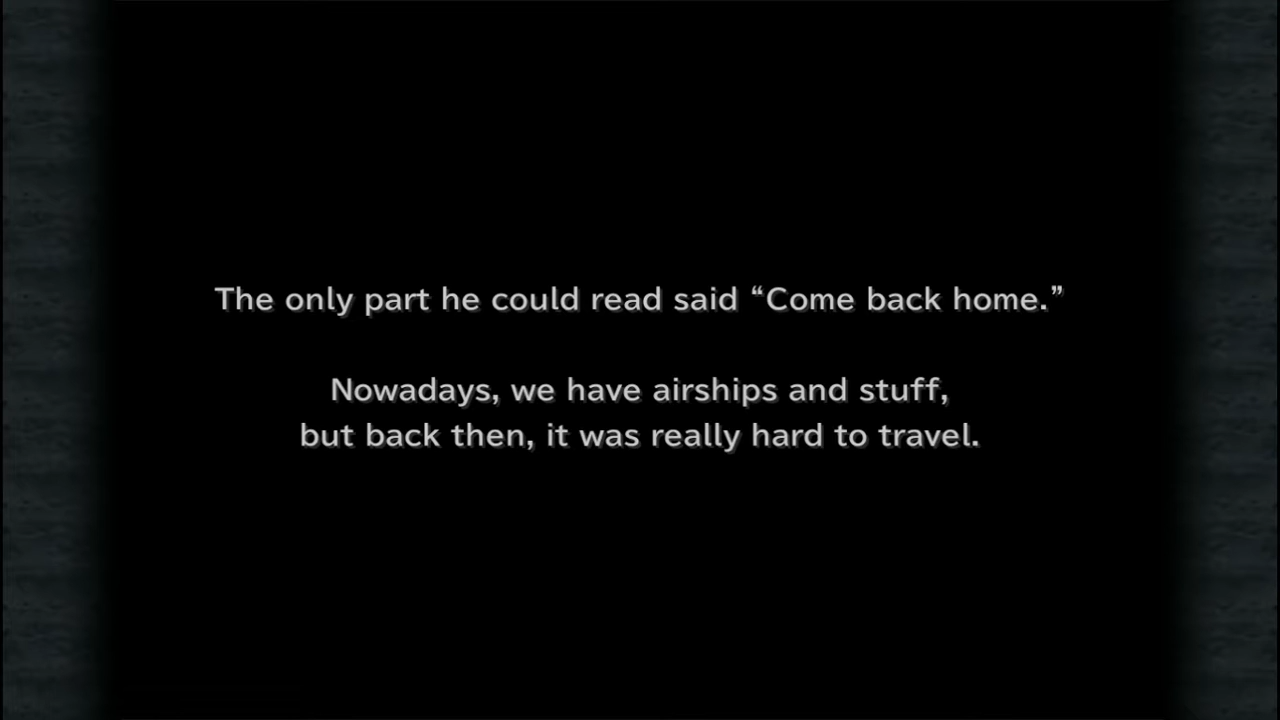 The only part he could read said “Come back home.”
Nowadays, we have airships and stuff,
but back then, it was really hard to travel.